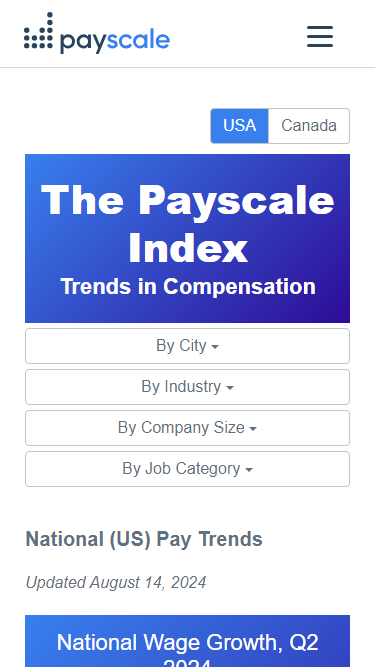 payscale
USA Canada
The Payscale
Index
Trends in Compensation
By City
By Industry
By Company Size
By Job Category
National (US) Pay Trends
Updated August 14, 2024
National Wage Growth, Q2
2024